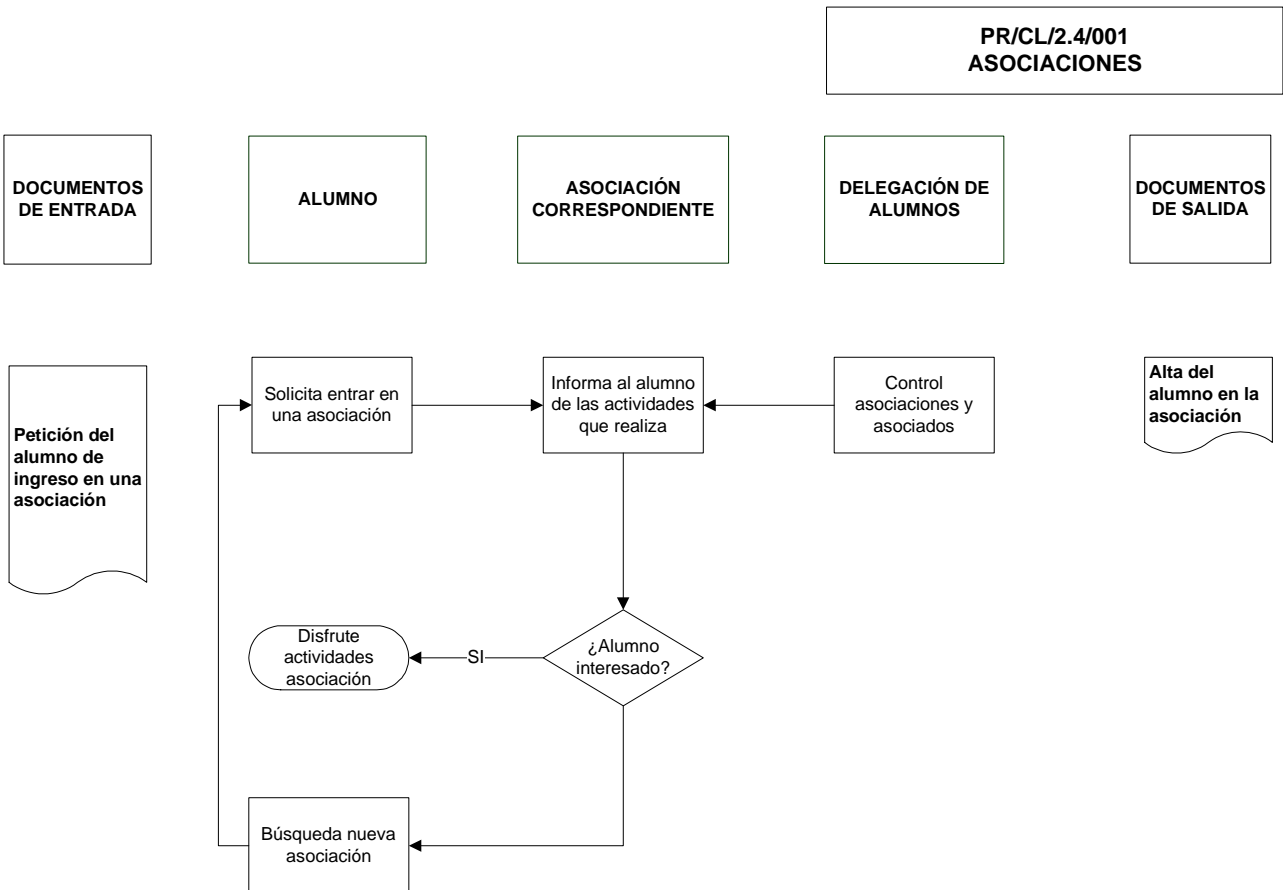 PR/CL/2.4/001
ASOCIACIONES
DOCUMENTOS
DE ENTRADA
ALUMNO
ASOCIACIÓN
CORRESPONDIENTE
DELEGACIÓN DE
ALUMNOS
DOCUMENTOS
DE SALIDA
Petición del
alumno de
ingreso en una
asociación
Solicita entrar en
una asociación
Informa al alumno
de las actividades
que realiza
Control
asociaciones y
asociados
Alta del
alumno en la
asociación
Disfrute
actividades
asociación
SI
¿Alumno
interesado?
Búsqueda nueva
asociación